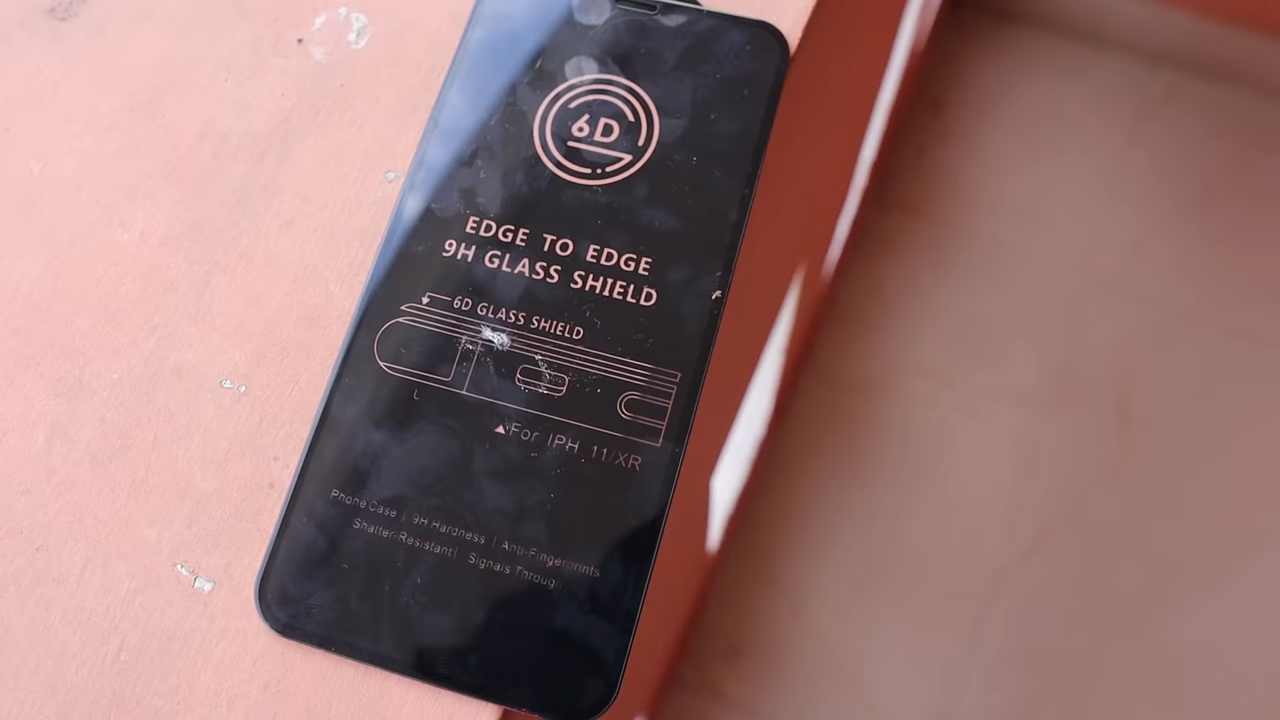 6D
EDGE TO EDGE
9H GLASS SHIELD
6D GLASS SHIELD
▲For IPH 11/XR
Phone Case | 9H Hardness | Anti-Fingerprints
Shatter-Resistant| Signals Through